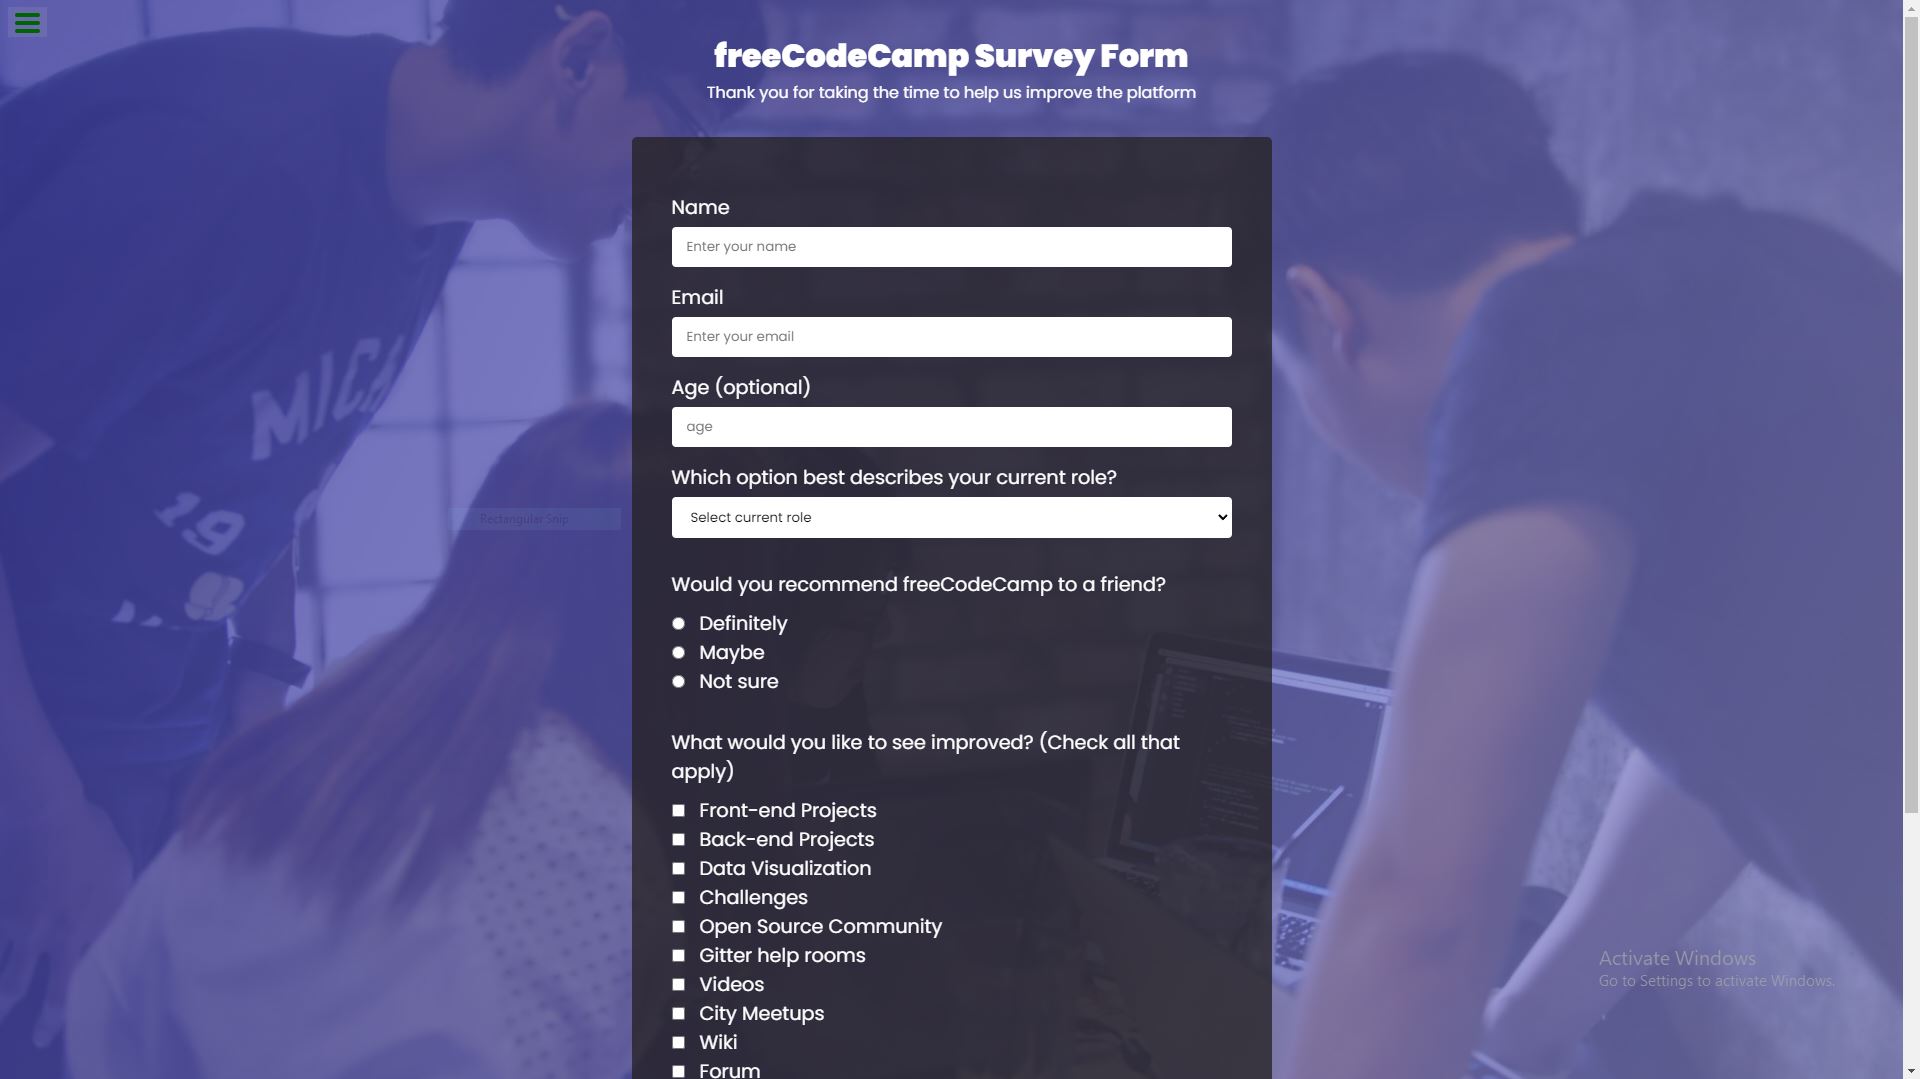 freeCodeCamp Survey Form
Thank you for taking the time to help us improve the platform
Name
Enter your name
Email
Enter your email
Age (optional)
age
Which option best describes your current role?
Select current role
Would you recommend freeCodeCamp to a friend?
Definitely
Maybe
Not sure
What would you like to see improved? (Check all that
apply)
Front-end Projects
Back-end Projects
Data Visualization
Challenges
Open Source Community
Gitter help rooms
Videos
City Meetups
Wiki
Forum
MICH
19
Rectangular Snip
Activate Windows
Go to Settings to activate Windows.